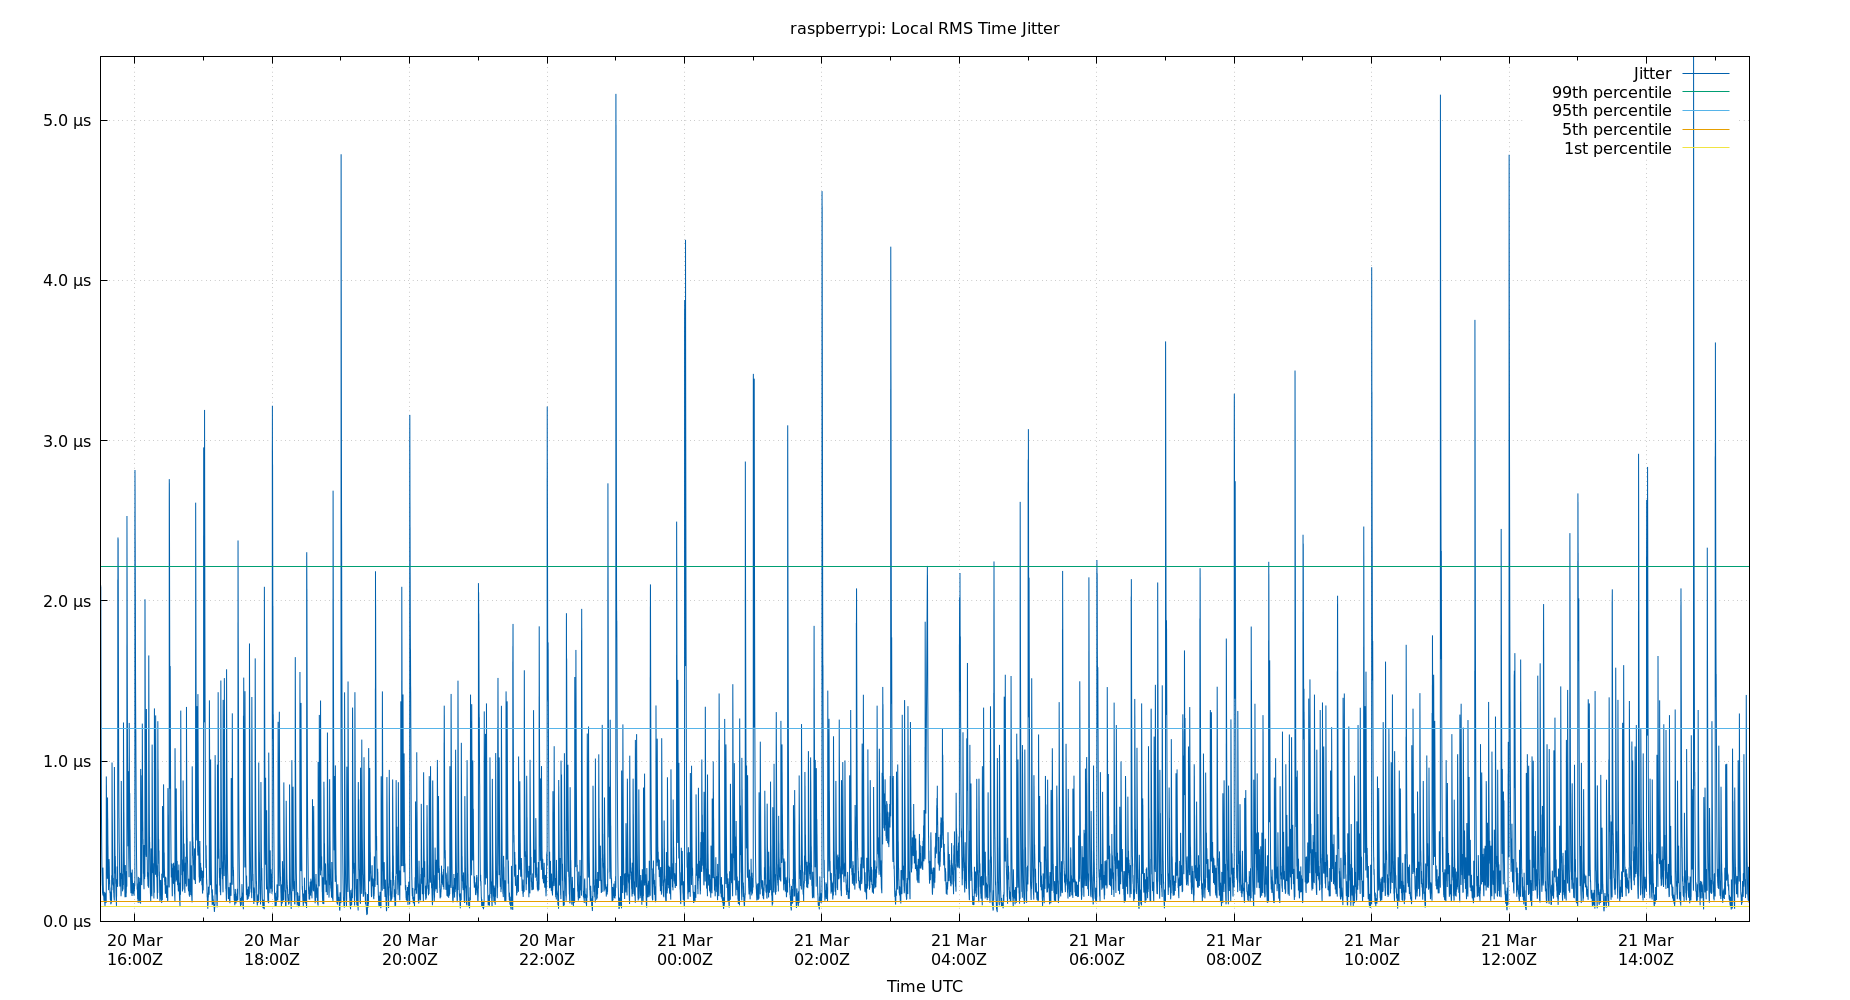 raspberrypi: Local RMS Time Jitter
Jitter
99th percentile
95th percentile
5th percentile
1st percentile
5.0 µs
4.0 µs
3.0 µs
2.0 µs
1.0 µs
0.0 µs
20 Mar 20 Mar 20 Mar 20 Mar 21 Mar 21 Mar 21 Mar 21 Mar 21 Mar 21 Mar 21 Mar 21 Mar
16:00Z 18:00Z 20:00Z 22:00Z 00:00Z 02:00Z 04:00Z 06:00Z 08:00Z 10:00Z 12:00Z 14:00Z
Time UTC